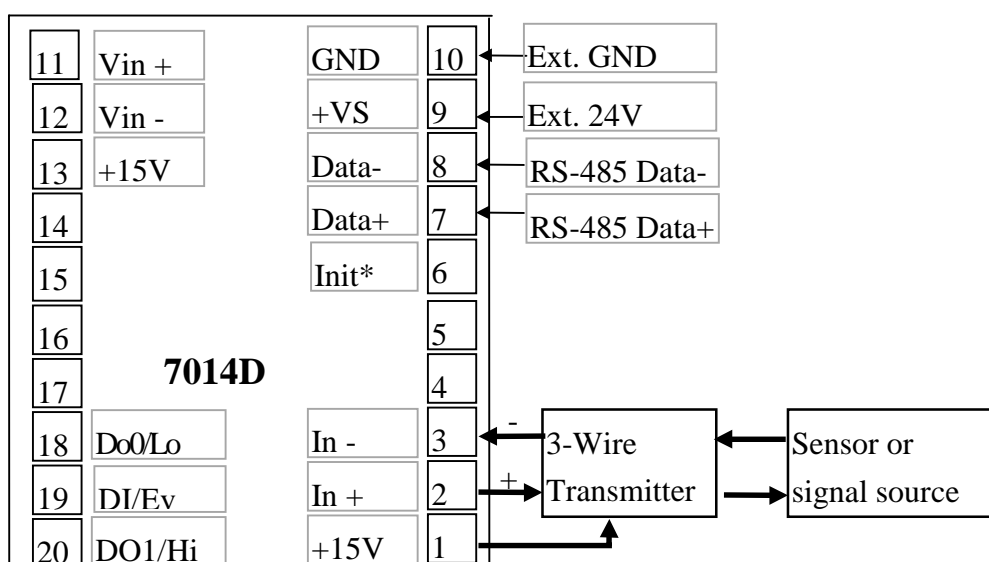 11 Vin + GND 10 Ext. GND
12 Vin - +VS 9 Ext. 24V
13 +15V Data- 8 RS-485 Data-
14 Data+ 7 RS-485 Data+
15 Init* 6
16 5
17 7014D 4
18 Do0/Lo In - 3 - 3-Wire Sensor or
19 DI/Ev In + 2 + Transmitter signal source
20 DO1/Hi +15V 1